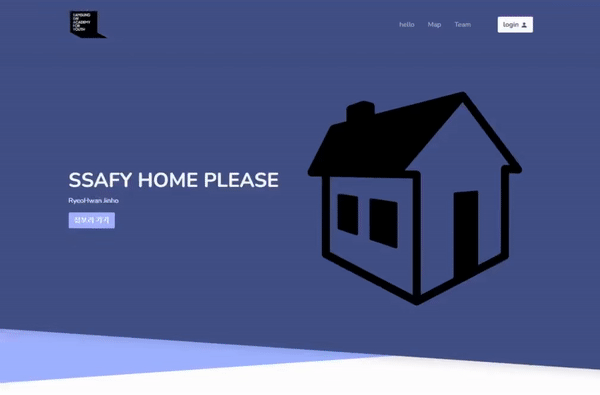 SAMSUNG
SW
ACADEMY
FOR
YOUTH
hello
Map
Team
login
SSAFY HOME PLEASE
RyeoHwan Jinho
집보러 가기